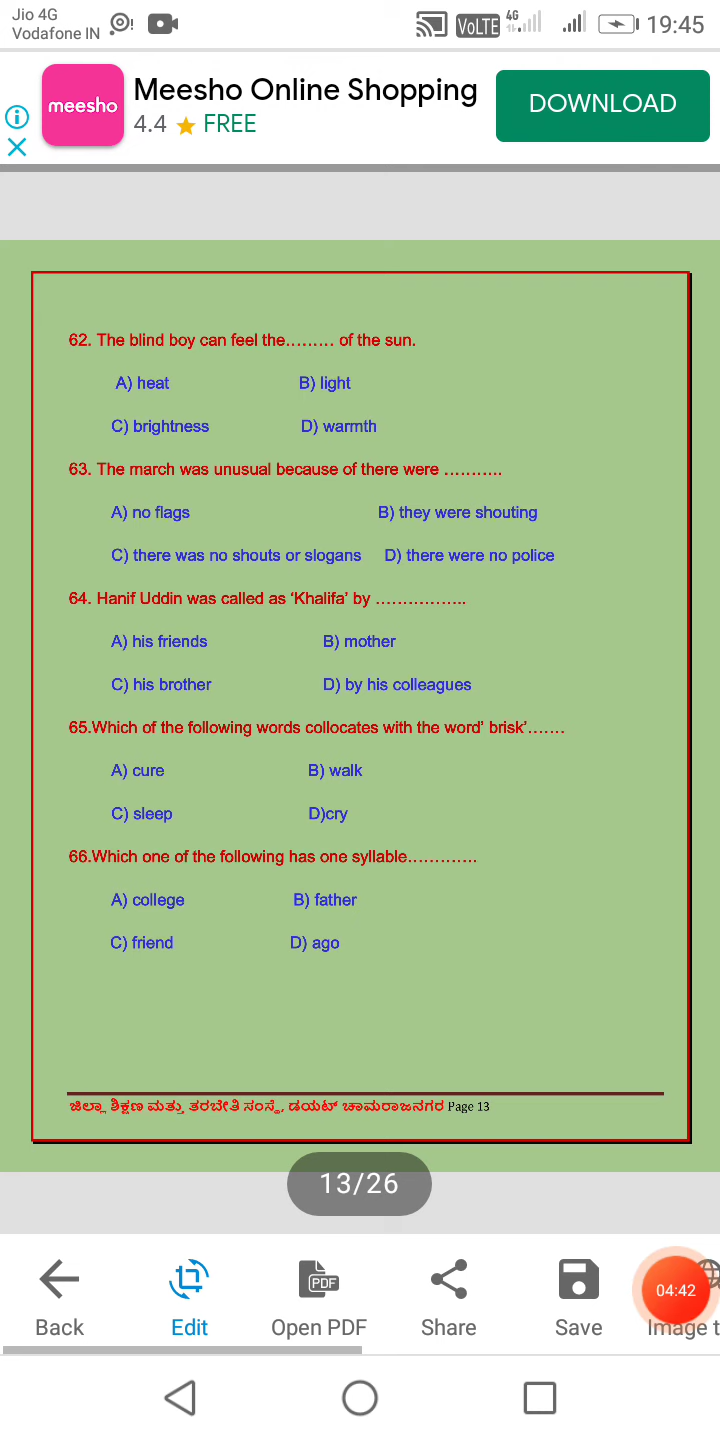 Jio 4G
Vodafone IN
VoLTE 4G 19:45
meesho
Meesho Online Shopping
4.4 FREE
DOWNLOAD
62. The blind boy can feel the......... of the sun.
A) heat B) light
C) brightness D) warmth
63. The march was unusual because of there were ...........
A) no flags B) they were shouting
C) there was no shouts or slogans D) there were no police
64. Hanif Uddin was called as ‘Khalifa’ by .................
A) his friends B) mother
C) his brother D) by his colleagues
65.Which of the following words collocates with the word’ brisk’.......
A) cure B) walk
C) sleep D)cry
66.Which one of the following has one syllable.............
A) college B) father
C) friend D) ago
ಜಿಲ್ಲಾ ಶಿಕ್ಷಣ ಮತ್ತು ತರಬೇತಿ ಸಂಸ್ಥೆ, ಡಯಟ್ ಚಾಮರಾಜನಗರ Page 13
13/26
PDF
04:42
Back Edit Open PDF Share Save Image t